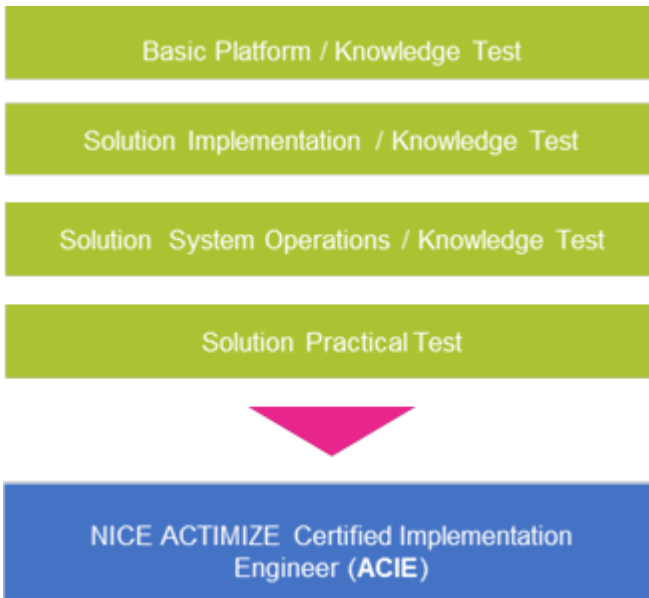 Basic Platform / Knowledge Test
Solution Implementation / Knowledge Test
Solution System Operations / Knowledge Test
Solution Practical Test
NICE ACTIMIZE Certified Implementation
Engineer (ACIE)